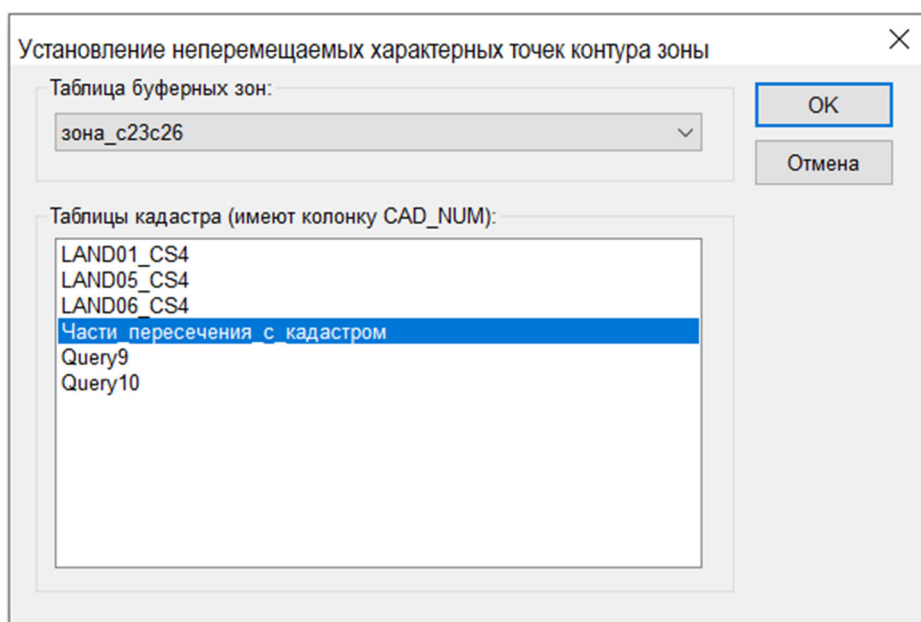 Установление неперемещаемых характерных точек контура зоны
Таблица буферных зон:
зона_c23c26
OK
Отмена
Таблицы кадастра (имеют колонку CAD_NUM):
LAND01_CS4
LAND05_CS4
LAND06_CS4
Части_пересечения_с_кадастром
Query9
Query10